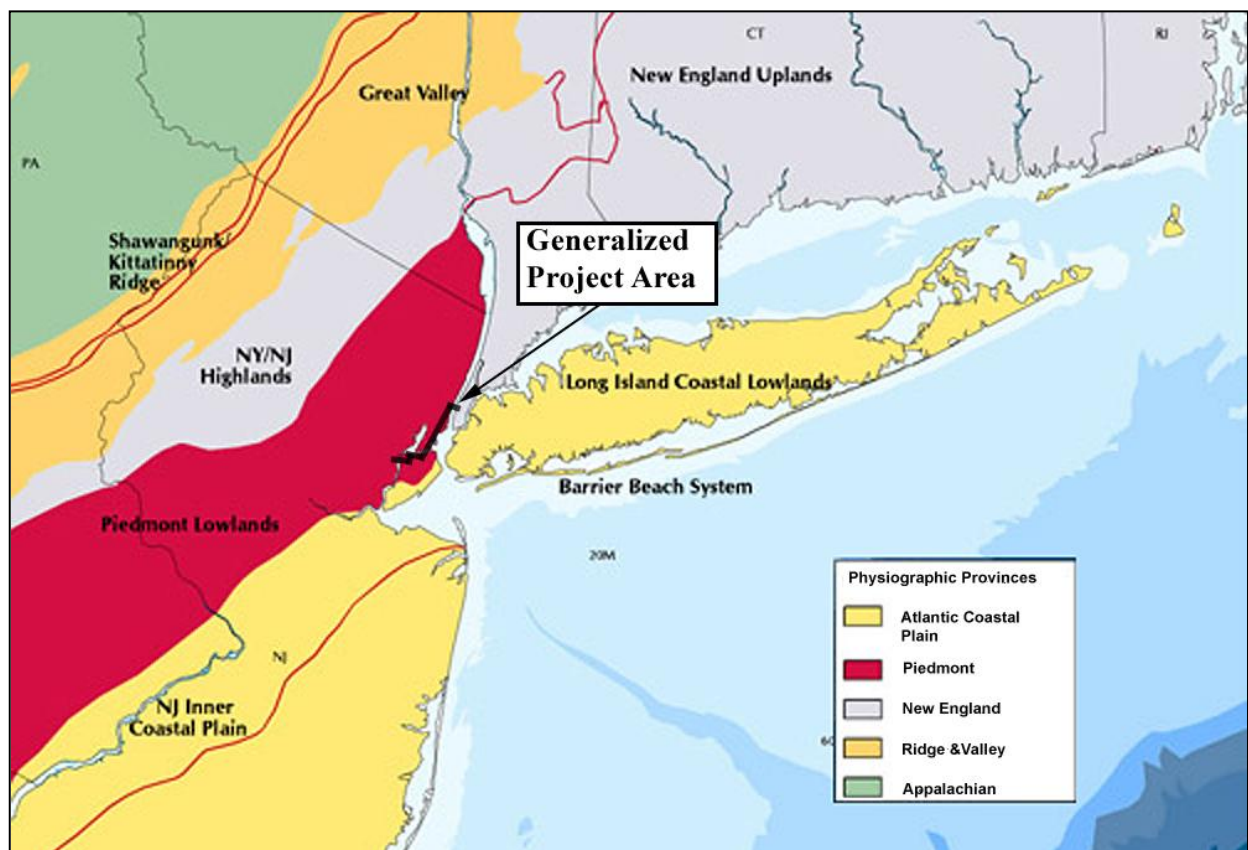 CT
RI
New England Uplands
Great Valley
PA
Shawangunk/
Kittatinny
Ridge
Generalized
Project Area
NY/NJ
Highlands
Long Island Coastal Lowlands
Barrier Beach System
Piedmont Lowlands
20M
NJ
NJ Inner
Coastal Plain
Physiographic Provinces
Atlantic Coastal
Plain
Piedmont
New England
Ridge &Valley
Appalachian